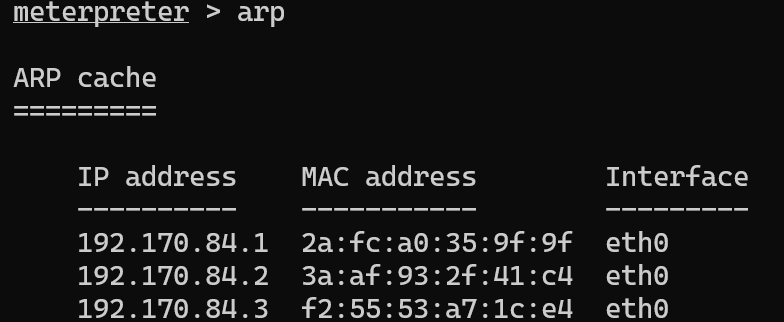 meterpreter > arp
ARP cache
=========
IP address MAC address Interface
---------- ----------- ---------
192.170.84.1 2a:fc:a0:35:9f:9f eth0
192.170.84.2 3a:af:93:2f:41:c4 eth0
192.170.84.3 f2:55:53:a7:1c:e4 eth0